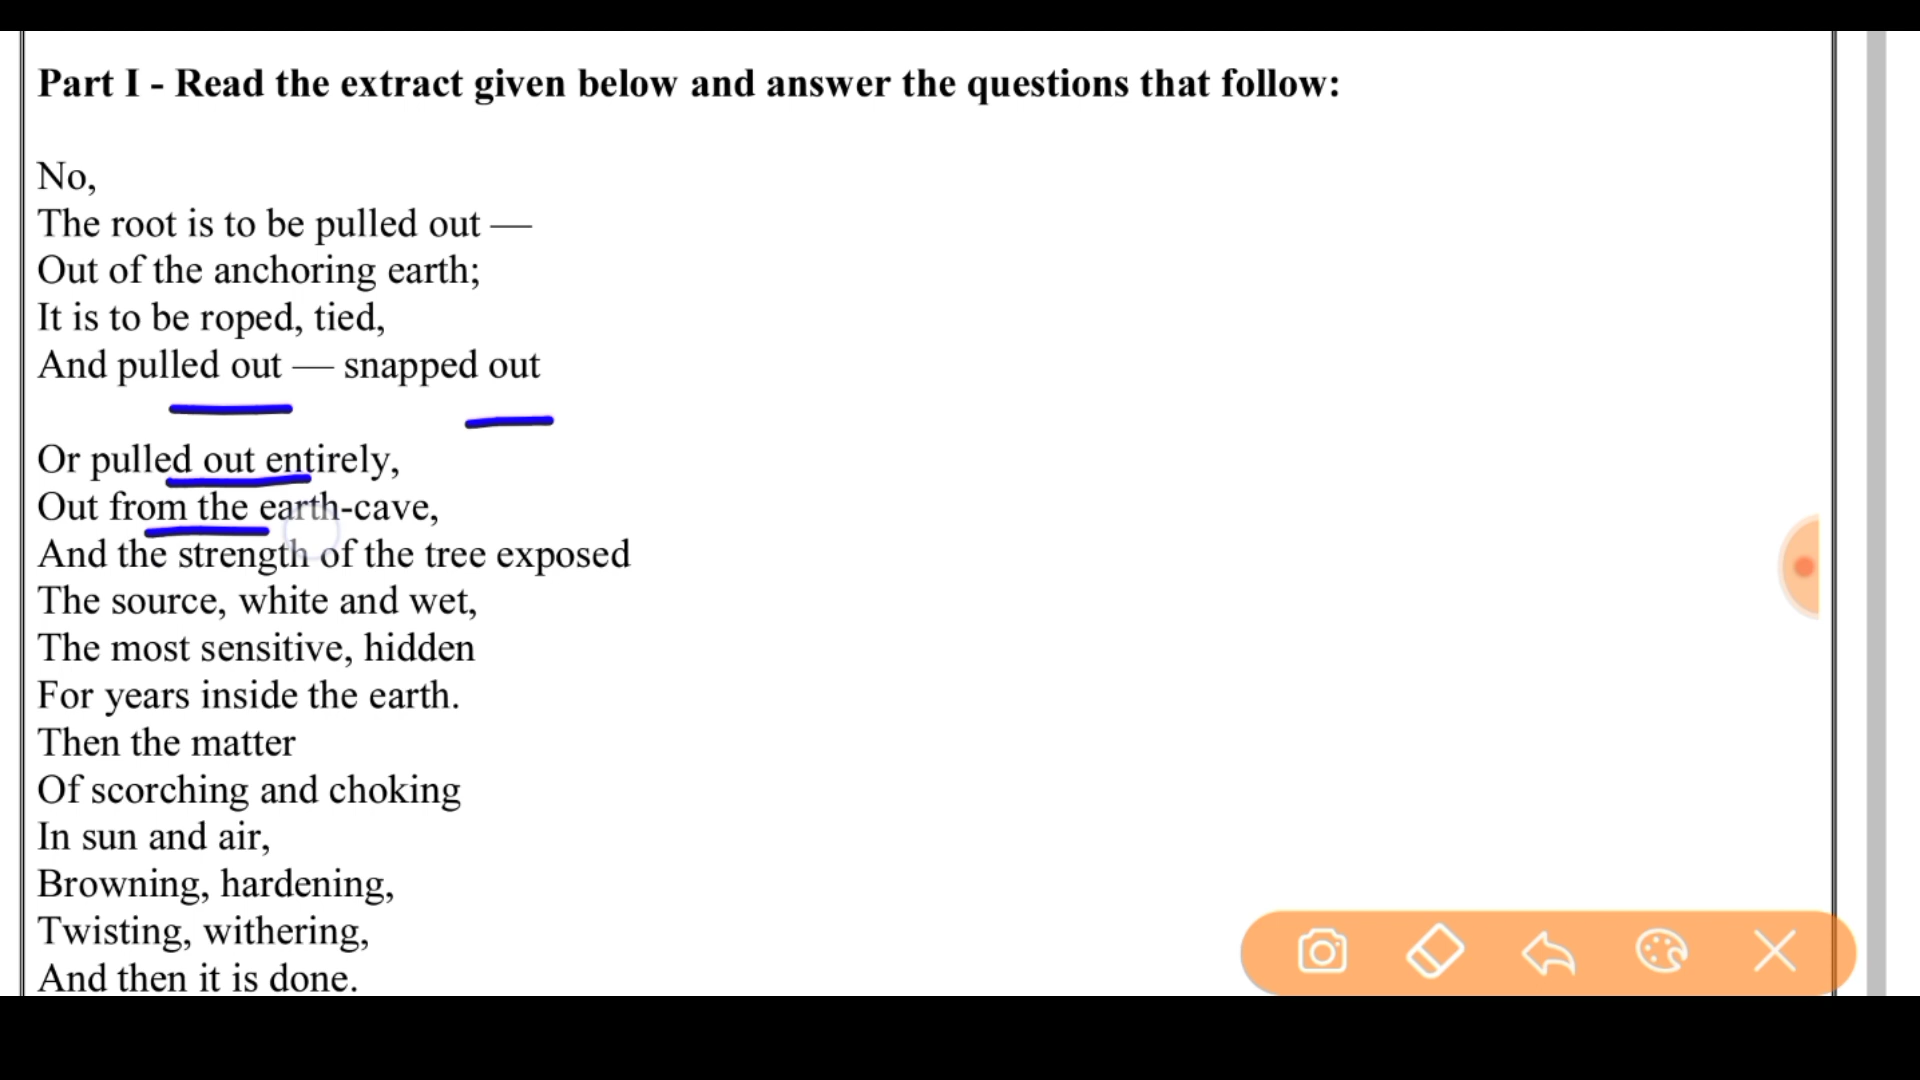 Part I - Read the extract given below and answer the questions that follow:
No,
The root is to be pulled out —
Out of the anchoring earth;
It is to be roped, tied,
And pulled out — snapped out
Or pulled out entirely,
Out from the earth-cave,
And the strength of the tree exposed
The source, white and wet,
The most sensitive, hidden
For years inside the earth.
Then the matter
Of scorching and choking
In sun and air,
Browning, hardening,
Twisting, withering,
And then it is done.